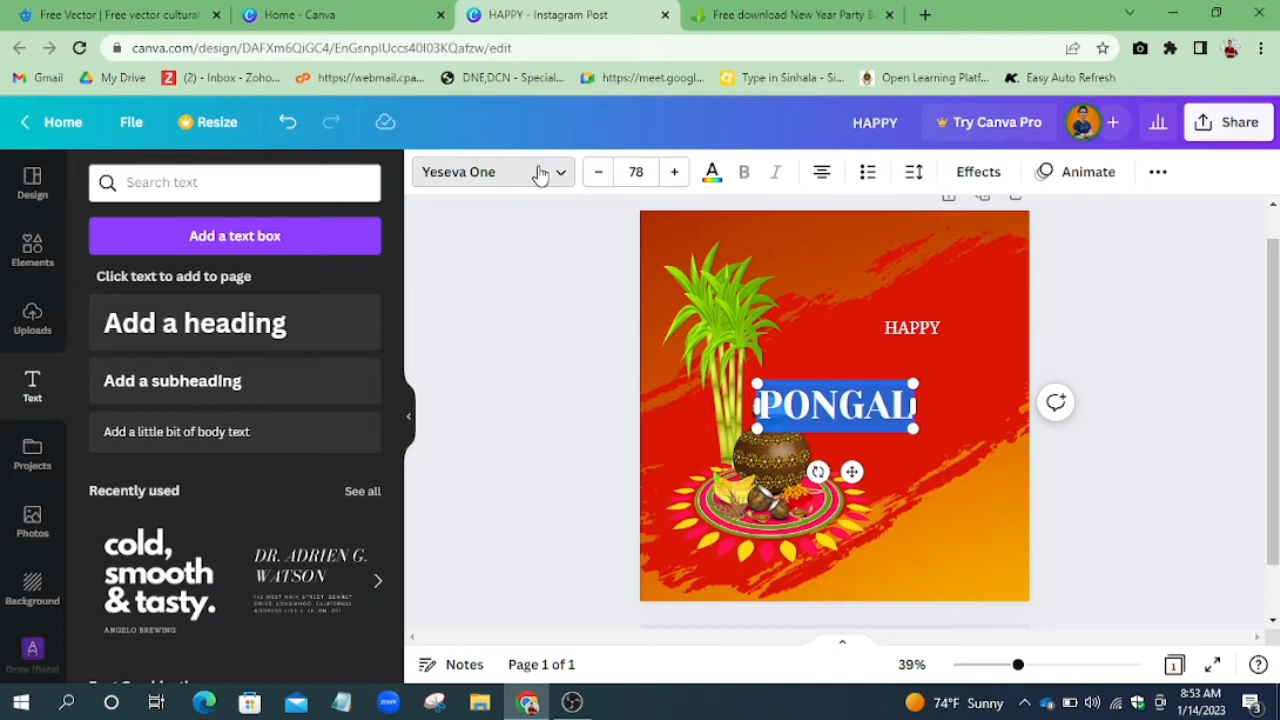 Free Vector | Free vector cultural
Home - Canva
HAPPY - Instagram Post
Free download New Year Party Ba
canva.com/design/DAFXm6QiGC4/EnGsnpIUccs40I03KQafzw/edit
Gmail
My Drive
(2) - Inbox - Zoho...
https://webmail.cpa...
DNE,DCN - Special...
https://meet.googl...
Type in Sinhala - Si...
Open Learning Platf...
Easy Auto Refresh
Home
File
Resize
HAPPY
Try Canva Pro
Share
Design
Elements
Uploads
Text
Projects
Photos
Background
Draw (Beta)
Search text
Add a text box
Click text to add to page
Add a heading
Add a subheading
Add a little bit of body text
Recently used
See all
cold,
smooth
& tasty.
ANGELO BREWING
DR. ADRIEN G.
WATSON
Yeseva One
78
A
B
I
Effects
Animate
HAPPY
PONGAL
Notes
Page 1 of 1
39%
1
74°F Sunny
8:53 AM
1/14/2023
3